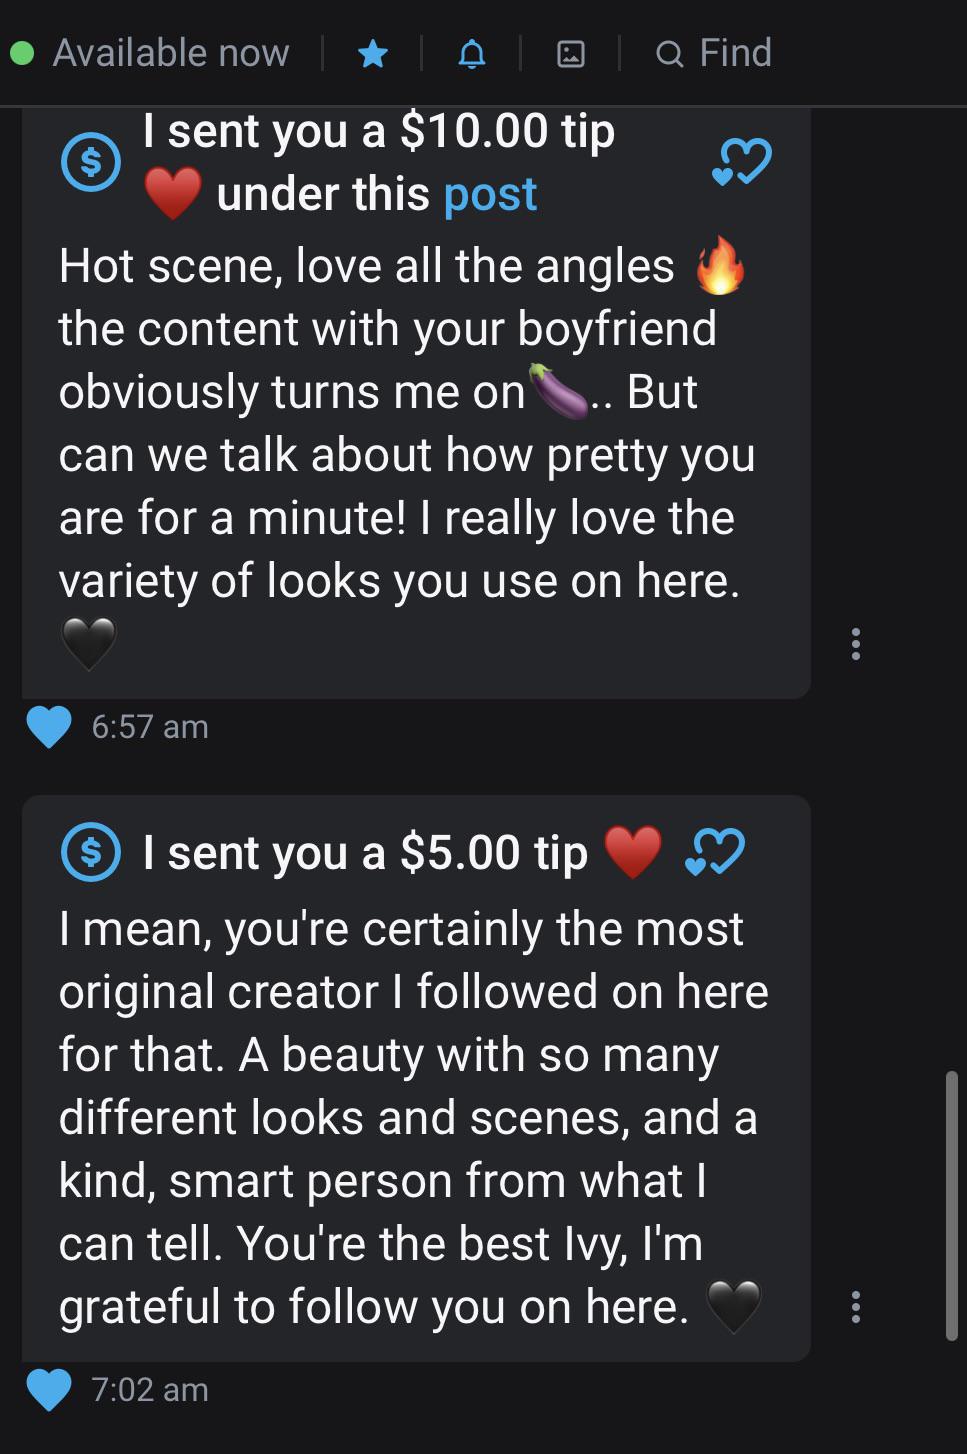 Available now
Find
I sent you a $10.00 tip
❤️ under this post
Hot scene, love all the angles 🔥
the content with your boyfriend
obviously turns me on🍆.. But
can we talk about how pretty you
are for a minute! I really love the
variety of looks you use on here.
🖤
6:57 am
I sent you a $5.00 tip ❤️
I mean, you're certainly the most
original creator I followed on here
for that. A beauty with so many
different looks and scenes, and a
kind, smart person from what I
can tell. You're the best Ivy, I'm
grateful to follow you on here. 🖤
7:02 am